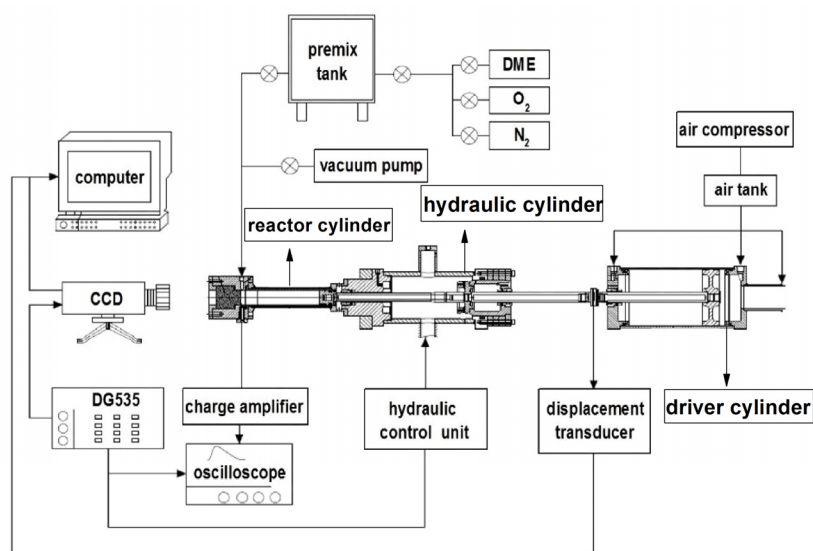 premix
tank
DME
O₂
N₂
vacuum pump
air compressor
air tank
computer
reactor cylinder
hydraulic cylinder
CCD
DG535
charge amplifier
oscilloscope
hydraulic
control unit
displacement
transducer
driver cylinder